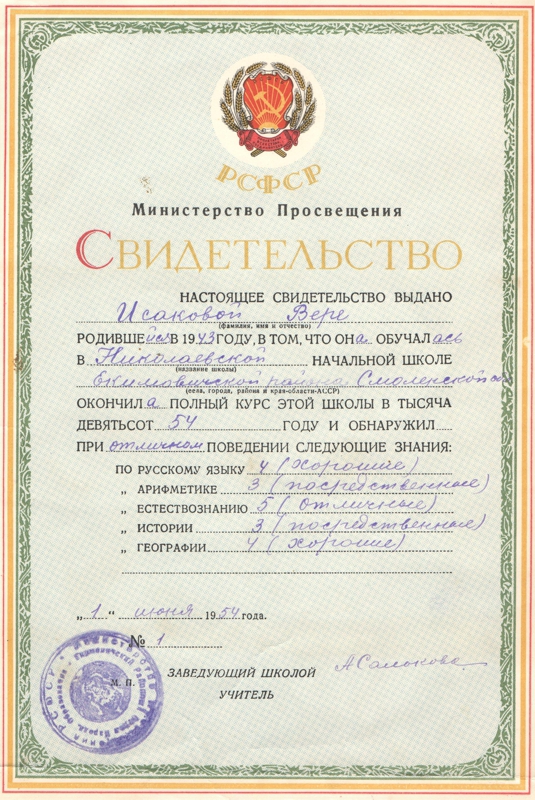 РСФСР
Министерство Просвещения
СВИДЕТЕЛЬСТВО
НАСТОЯЩЕЕ СВИДЕТЕЛЬСТВО ВЫДАНО
Исаковой Вере
(фамилия, имя и отчество)
РОДИВШЕЙСЯ В 1943 ГОДУ, В ТОМ, ЧТО ОНА ОБУЧАЛАСЬ
В Николаевской НАЧАЛЬНОЙ ШКОЛЕ
(название школы)
Екимовичской района Смоленской об
(села, города, района и края-области-АССР)
ОКОНЧИЛА ПОЛНЫЙ КУРС ЭТОЙ ШКОЛЫ В ТЫСЯЧА
ДЕВЯТЬСОТ 54 ГОДУ И ОБНАРУЖИЛ
ПРИ отличном ПОВЕДЕНИИ СЛЕДУЮЩИЕ ЗНАНИЯ:
ПО РУССКОМУ ЯЗЫКУ 4 (хорошие)
„ АРИФМЕТИКЕ 3 (посредственные)
„ ЕСТЕСТВОЗНАНИЮ 5 (отличные)
„ ИСТОРИИ 3 (посредственные)
„ ГЕОГРАФИИ 4 (хорошие)
„1" июня 1954 года.
№ 1
М. П.
ЗАВЕДУЮЩИЙ ШКОЛОЙ
УЧИТЕЛЬ